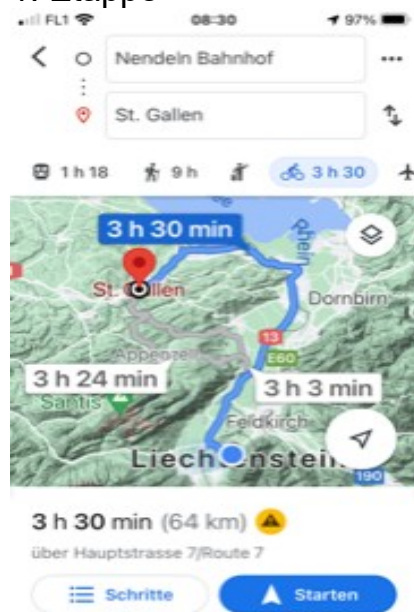 FL1 08:30 97%
Nendeln Bahnhof
St. Gallen
1 h 18 9 h 3 h 30
3 h 30 min
Rhein
St. Gallen
Dornbirn
13
Appenzell
E60
3 h 24 min
3 h 3 min
Säntis
Feldkirch
Liechtenstein
190
3 h 30 min (64 km)
über Hauptstrasse 7/Route 7
Schritte
Starten